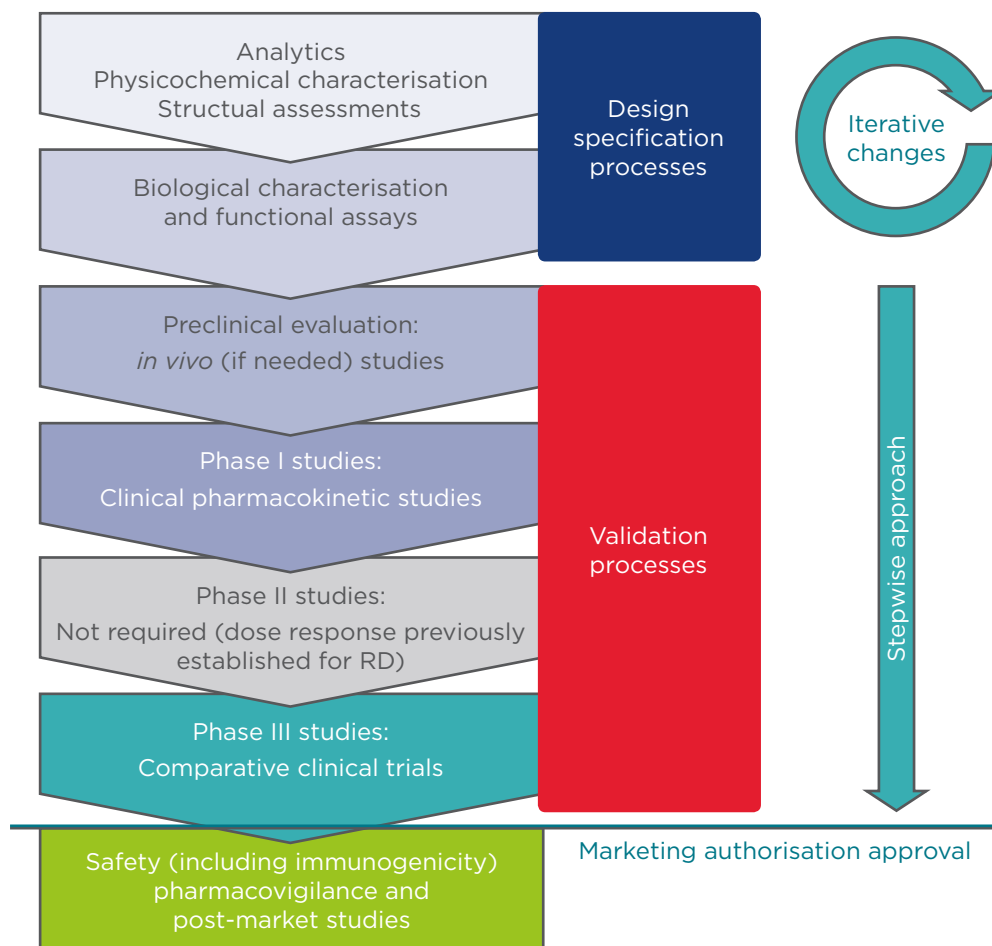 Analytics
Physicochemical characterisation
Structual assessments
Design
specification
processes
Iterative
changes
Biological characterisation
and functional assays
Preclinical evaluation:
in vivo (if needed) studies
Phase I studies:
Clinical pharmacokinetic studies
Validation
processes
Stepwise approach
Phase II studies:
Not required (dose response previously
established for RD)
Phase III studies:
Comparative clinical trials
Marketing authorisation approval
Safety (including immunogenicity)
pharmacovigilance and
post-market studies